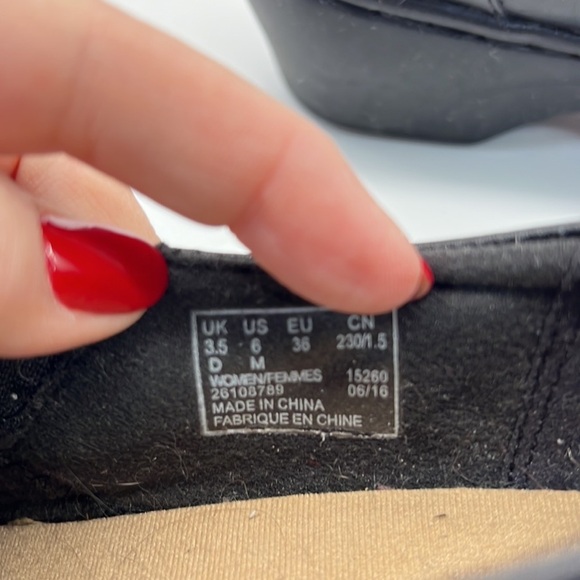 UK US EU CN
3.5 6 36 230/1.5
D M
WOMEN/FEMMES 15260
26108789 06/16
MADE IN CHINA
FABRIQUE EN CHINE